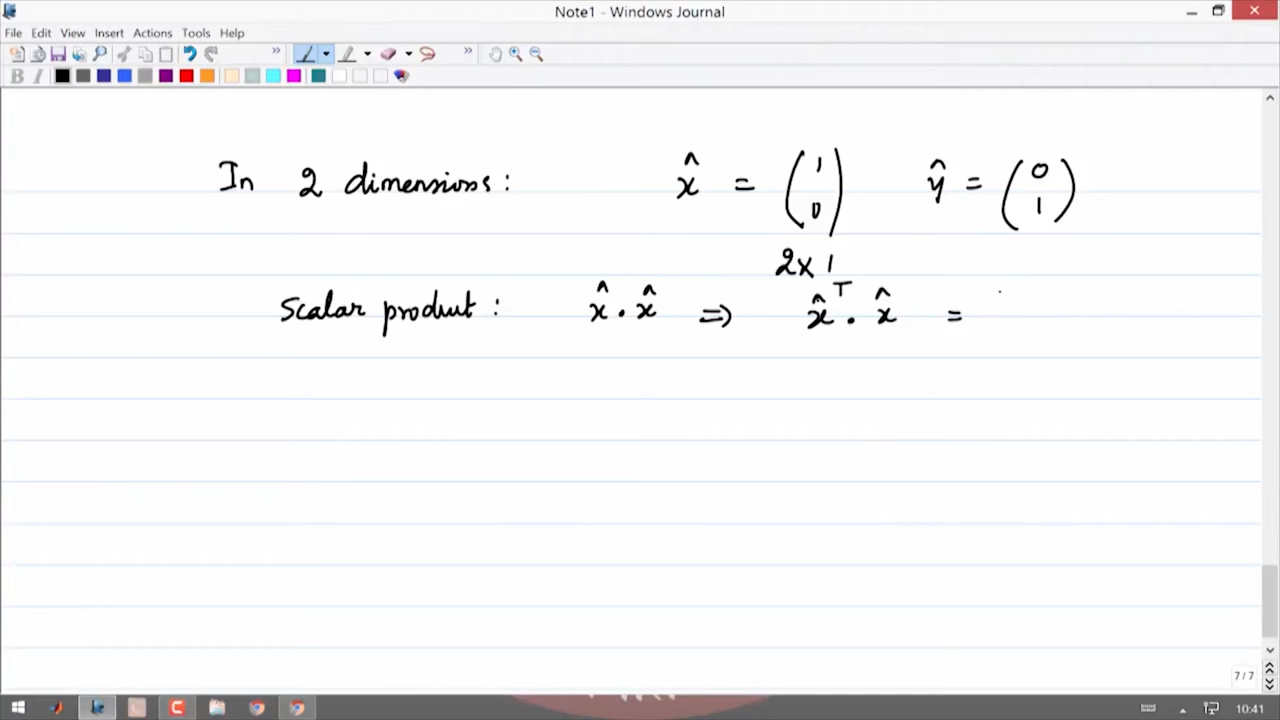 Note1 - Windows Journal
File Edit View Insert Actions Tools Help
In 2 dimensions: x̂ = (1 0) ŷ = (0 1)
2x1
Scalar product: x̂ . x̂ ⇒ x̂ᵀ . x̂ =
7/7
10:41